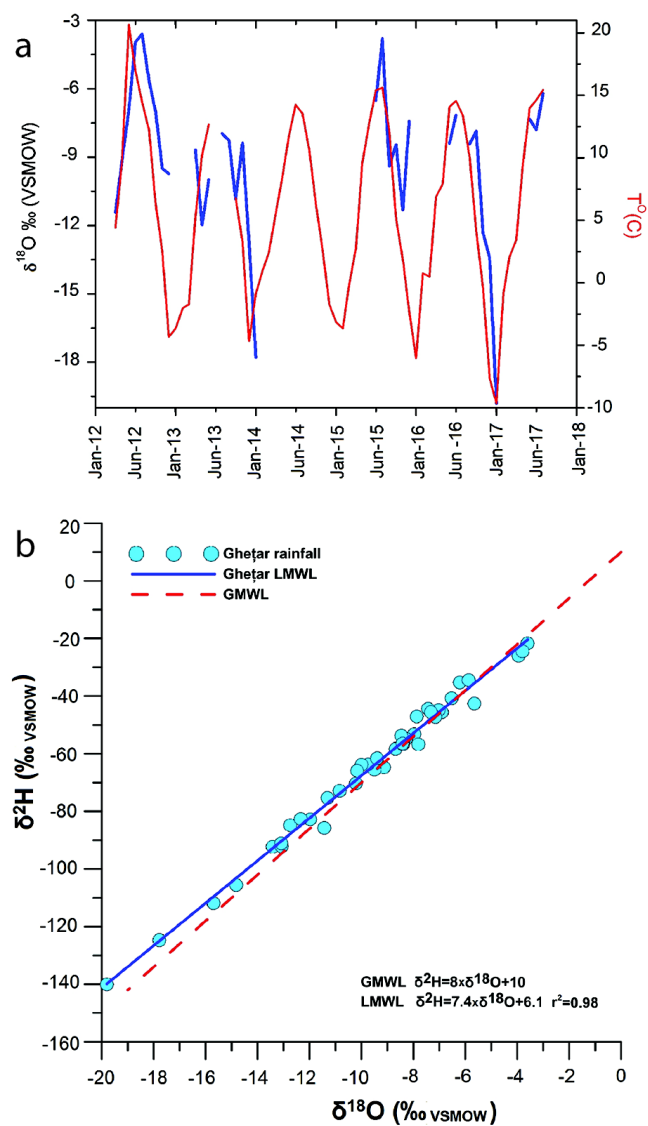 a
-3
-6
-9
-12
-15
-18
δ¹⁸O ‰ (VSMOW)
20
15
10
5
0
-5
-10
T⁰(C)
Jan-12
Jun-12
Jan-13
Jun-13
Jan-14
Jun-14
Jan-15
Jun-15
Jan-16
Jun -16
Jan-17
Jun-17
Jan-18
b
20
0
-20
-40
-60
-80
-100
-120
-140
-160
δ²H (‰ VSMOW)
Ghețar rainfall
Ghețar LMWL
GMWL
GMWL δ²H=8xδ¹⁸O+10
LMWL δ²H=7.4xδ¹⁸O+6.1 r²=0.98
-20 -18 -16 -14 -12 -10 -8 -6 -4 -2 0
δ¹⁸O (‰ VSMOW)